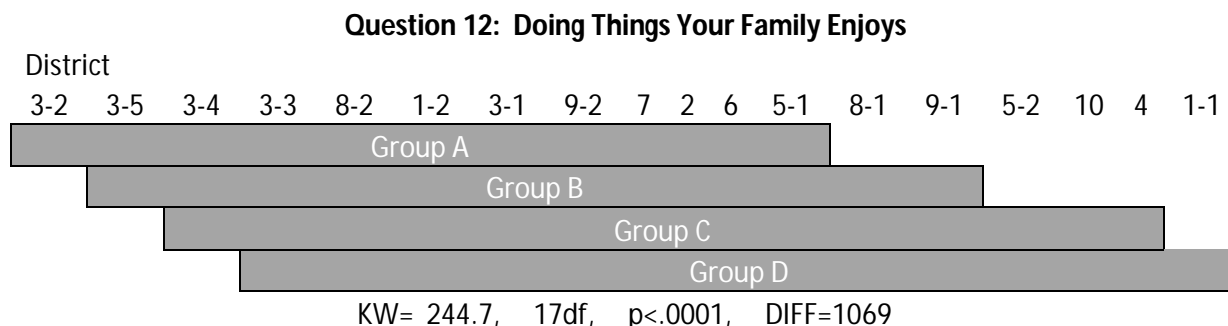 Question 12: Doing Things Your Family Enjoys
District
3-2 3-5 3-4 3-3 8-2 1-2 3-1 9-2 7 2 6 5-1 8-1 9-1 5-2 10 4 1-1
Group A
Group B
Group C
Group D
KW= 244.7, 17df, p<.0001, DIFF=1069